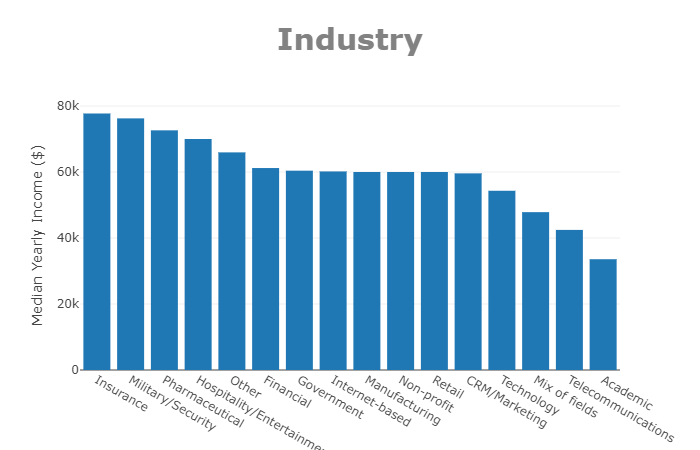 Industry
Median Yearly Income ($)
80k
60k
40k
20k
0
Insurance
Military/Security
Pharmaceutical
Hospitality/Entertainmen
Other
Financial
Government
Internet-based
Manufacturing
Non-profit
Retail
CRM/Marketing
Technology
Mix of fields
Telecommunications
Academic